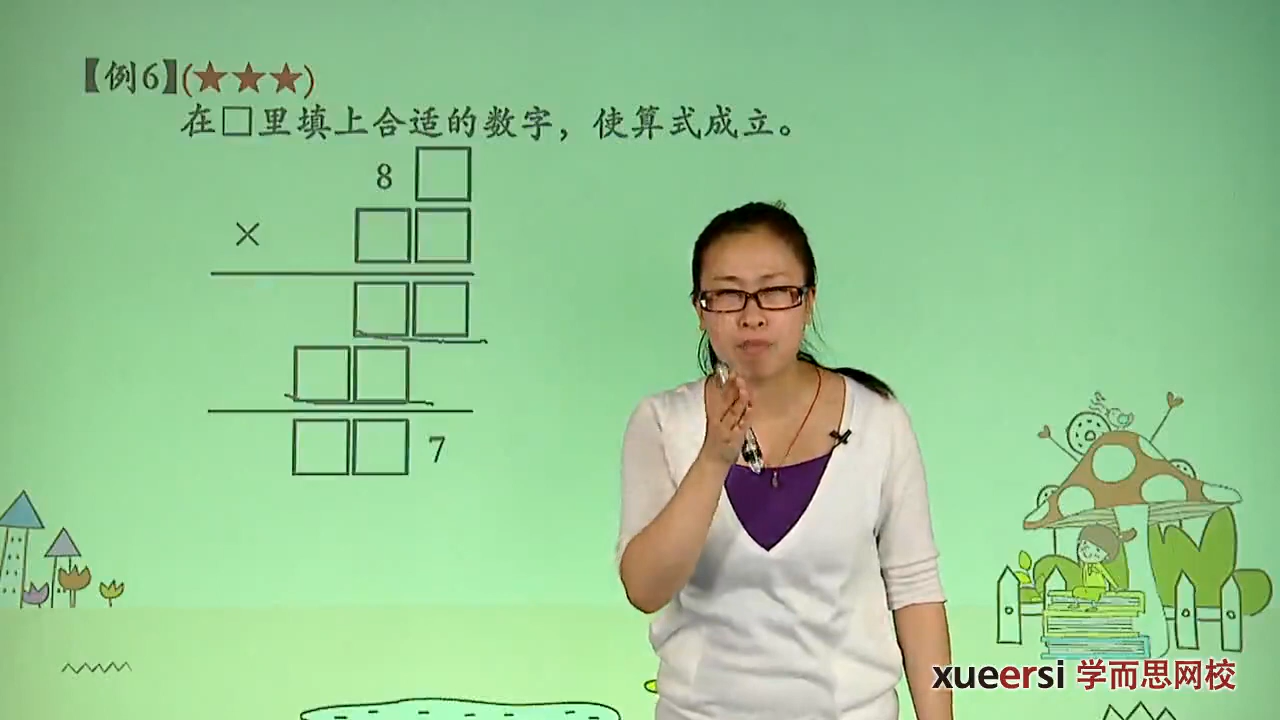 【例6】(★★★)
在□里填上合适的数字，使算式成立。
8 □
× □□
□□
□□
□□ 7
xueersi 学而思网校